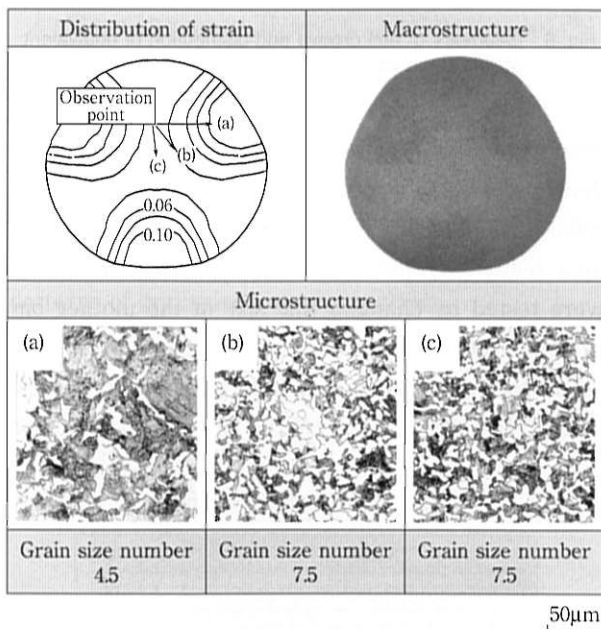 Distribution of strain
Macrostructure
Observation
point
(a)
(b)
(c)
0.06
0.10
Microstructure
(a)
(b)
(c)
Grain size number
4.5
Grain size number
7.5
Grain size number
7.5
50μm